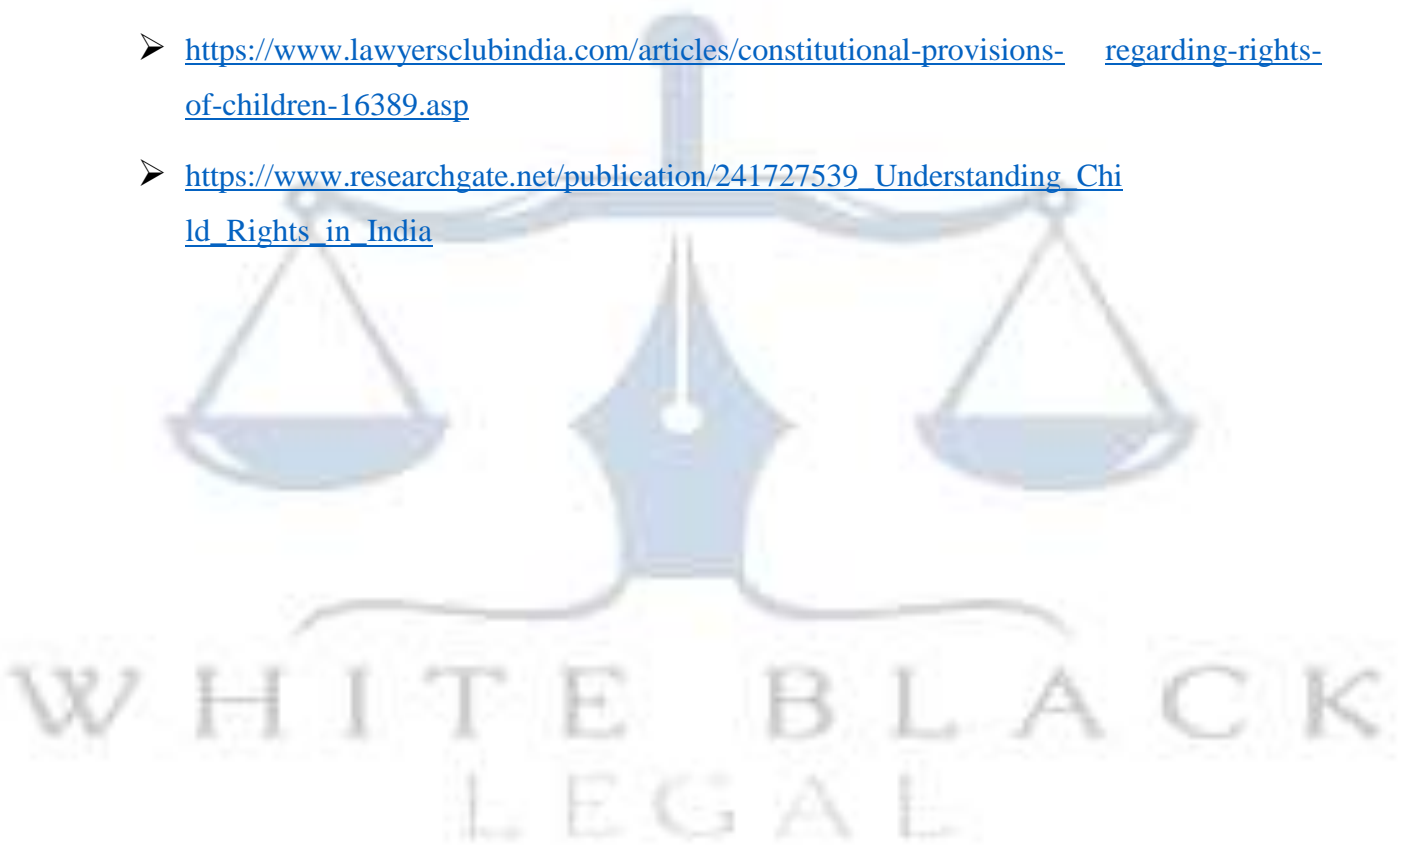 ➢ https://www.lawyersclubindia.com/articles/constitutional-provisions- regarding-rights-
of-children-16389.asp
➢ https://www.researchgate.net/publication/241727539_Understanding_Chi
ld_Rights_in_India
WHITE BLACK
LEGAL